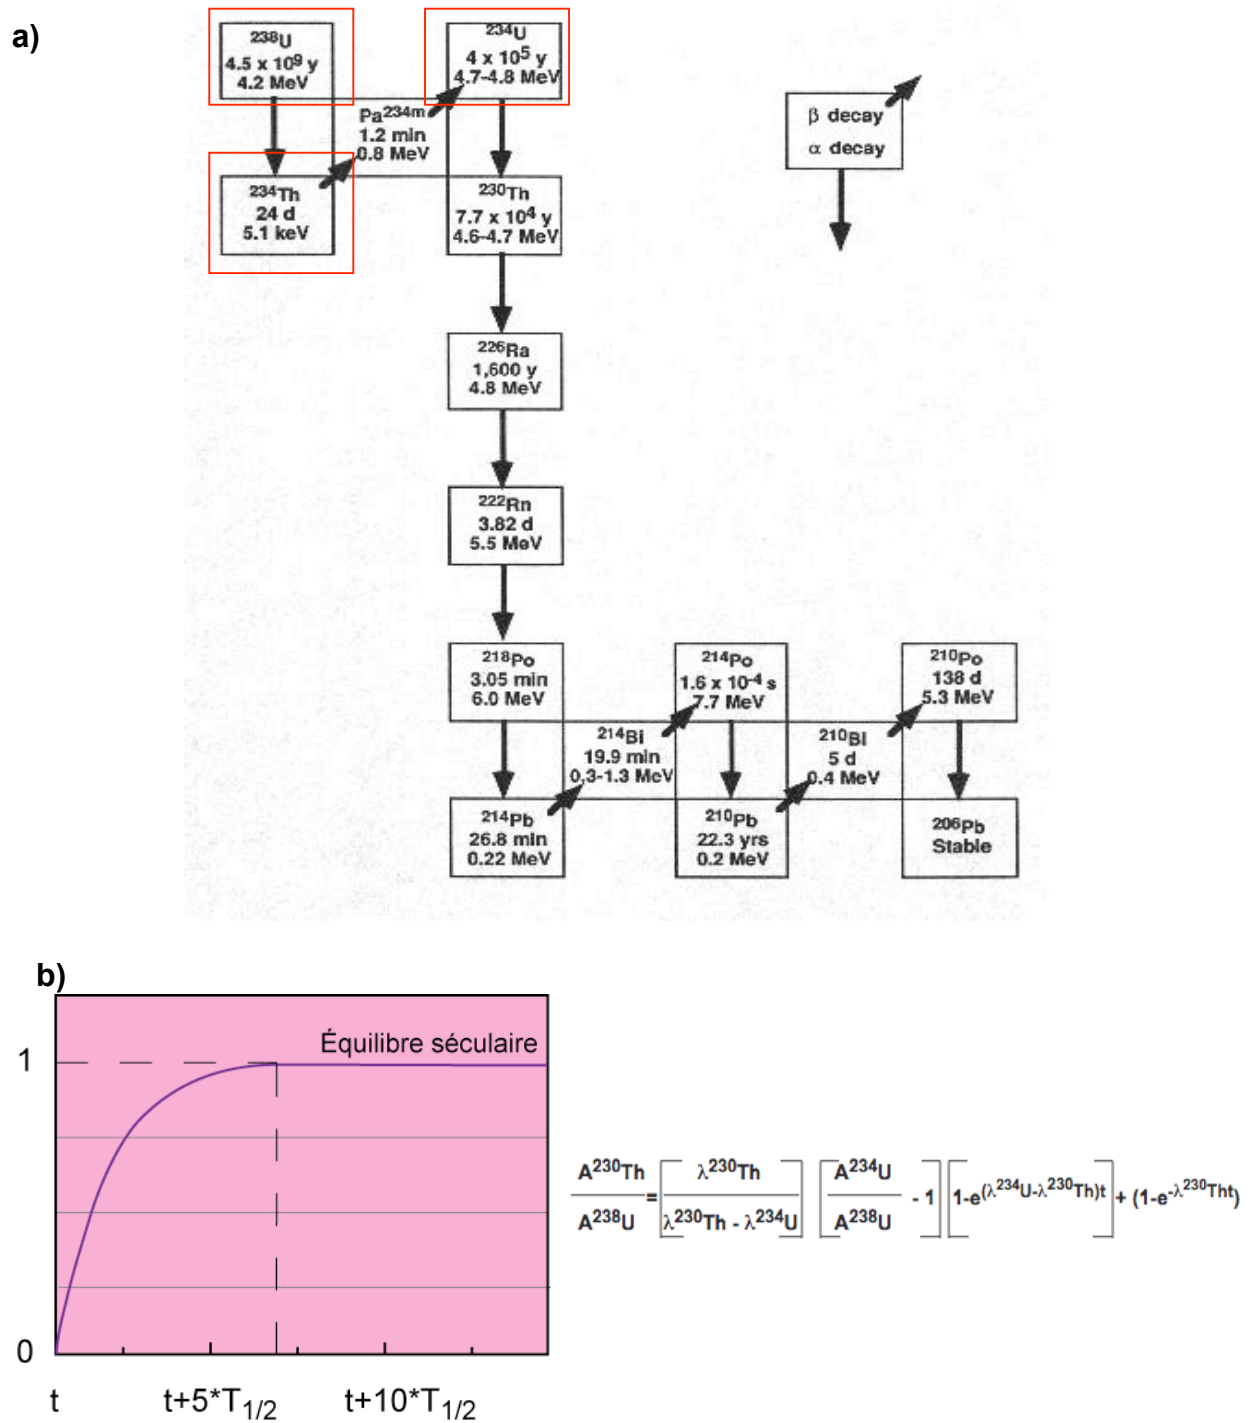 a)
²³⁸U
4.5 x 10⁹ y
4.2 MeV
²³⁴U
4 x 10⁵ y
4.7-4.8 MeV
Pa²³⁴ᵐ
1.2 min
0.8 MeV
β decay
α decay
²³⁴Th
24 d
5.1 keV
²³⁰Th
7.7 x 10⁴ y
4.6-4.7 MeV
²²⁶Ra
1,600 y
4.8 MeV
²²²Rn
3.82 d
5.5 MeV
²¹⁸Po
3.05 min
6.0 MeV
²¹⁴Po
1.6 x 10⁻⁴ s
7.7 MeV
²¹⁰Po
138 d
5.3 MeV
²¹⁴Bi
19.9 min
0.3-1.3 MeV
²¹⁰Bi
5 d
0.4 MeV
²¹⁴Pb
26.8 min
0.22 MeV
²¹⁰Pb
22.3 yrs
0.2 MeV
²⁰⁶Pb
Stable
b)
Équilibre séculaire
1
0
t t+5*T1/2 t+10*T1/2
A²³⁰Th/A²³⁸U = [λ²³⁰Th/λ²³⁰Th - λ²³⁴U] [A²³⁴U/A²³⁸U - 1] [1-e^(λ²³⁴U-λ²³⁰Th)t] + (1-e^-λ²³⁰Tht)